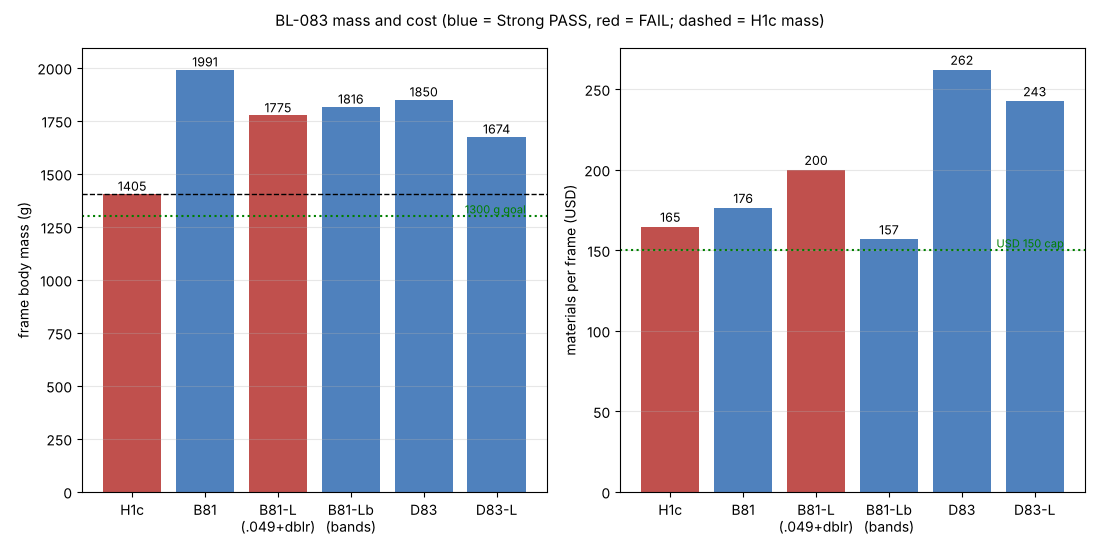 BL-083 mass and cost (blue = Strong PASS, red = FAIL; dashed = H1c mass)
frame body mass (g)
2000
1750
1500
1250
1000
750
500
250
0
1405
1991
1775
1816
1850
1674
1300 g goal
H1c
B81
B81-L
(.049+dblr)
B81-Lb
(bands)
D83
D83-L
materials per frame (USD)
250
200
150
100
50
0
165
176
200
157
262
243
USD 150 cap
H1c
B81
B81-L
(.049+dblr)
B81-Lb
(bands)
D83
D83-L